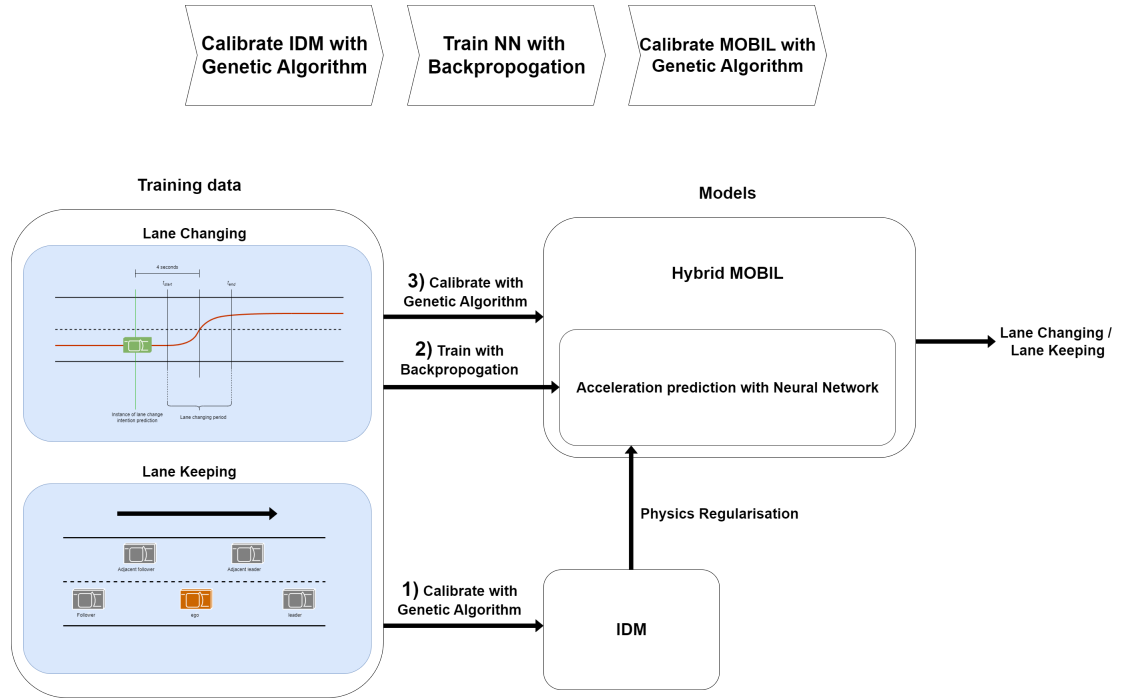 Calibrate IDM with
Genetic Algorithm
Train NN with
Backpropogation
Calibrate MOBIL with
Genetic Algorithm
Training data
Models
Lane Changing
4 seconds
t_start
t_end
Instance of lane change
intention prediction
Lane changing period
3) Calibrate with
Genetic Algorithm
2) Train with
Backpropogation
Hybrid MOBIL
Acceleration prediction with Neural Network
Lane Changing /
Lane Keeping
Lane Keeping
Adjacent follower
Adjacent leader
Follover
ego
leader
Physics Regularisation
1) Calibrate with
Genetic Algorithm
IDM